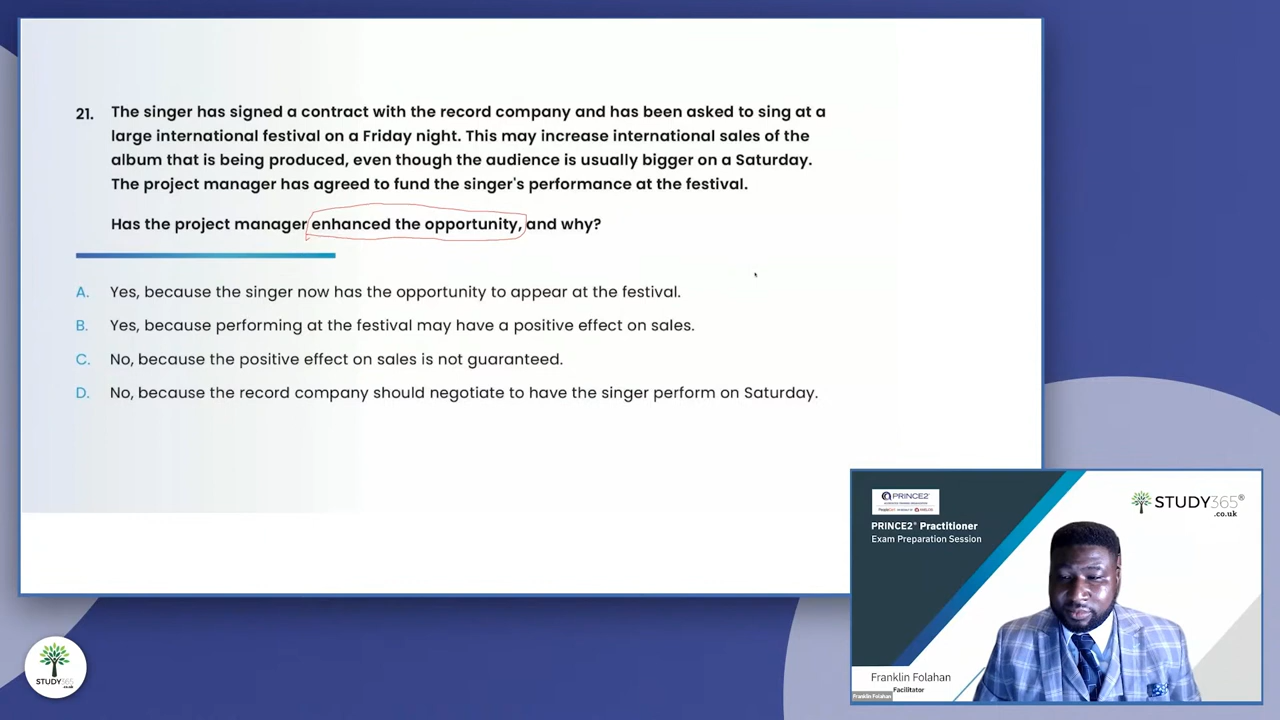 21. The singer has signed a contract with the record company and has been asked to sing at a
large international festival on a Friday night. This may increase international sales of the
album that is being produced, even though the audience is usually bigger on a Saturday.
The project manager has agreed to fund the singer's performance at the festival.
Has the project manager enhanced the opportunity, and why?
A. Yes, because the singer now has the opportunity to appear at the festival.
B. Yes, because performing at the festival may have a positive effect on sales.
C. No, because the positive effect on sales is not guaranteed.
D. No, because the record company should negotiate to have the singer perform on Saturday.
PRINCE2®
STUDY365®
.co.uk
PRINCE2® Practitioner
Exam Preparation Session
Franklin Folahan
Facilitator
Franklin Folahan
STUDY365
.co.uk